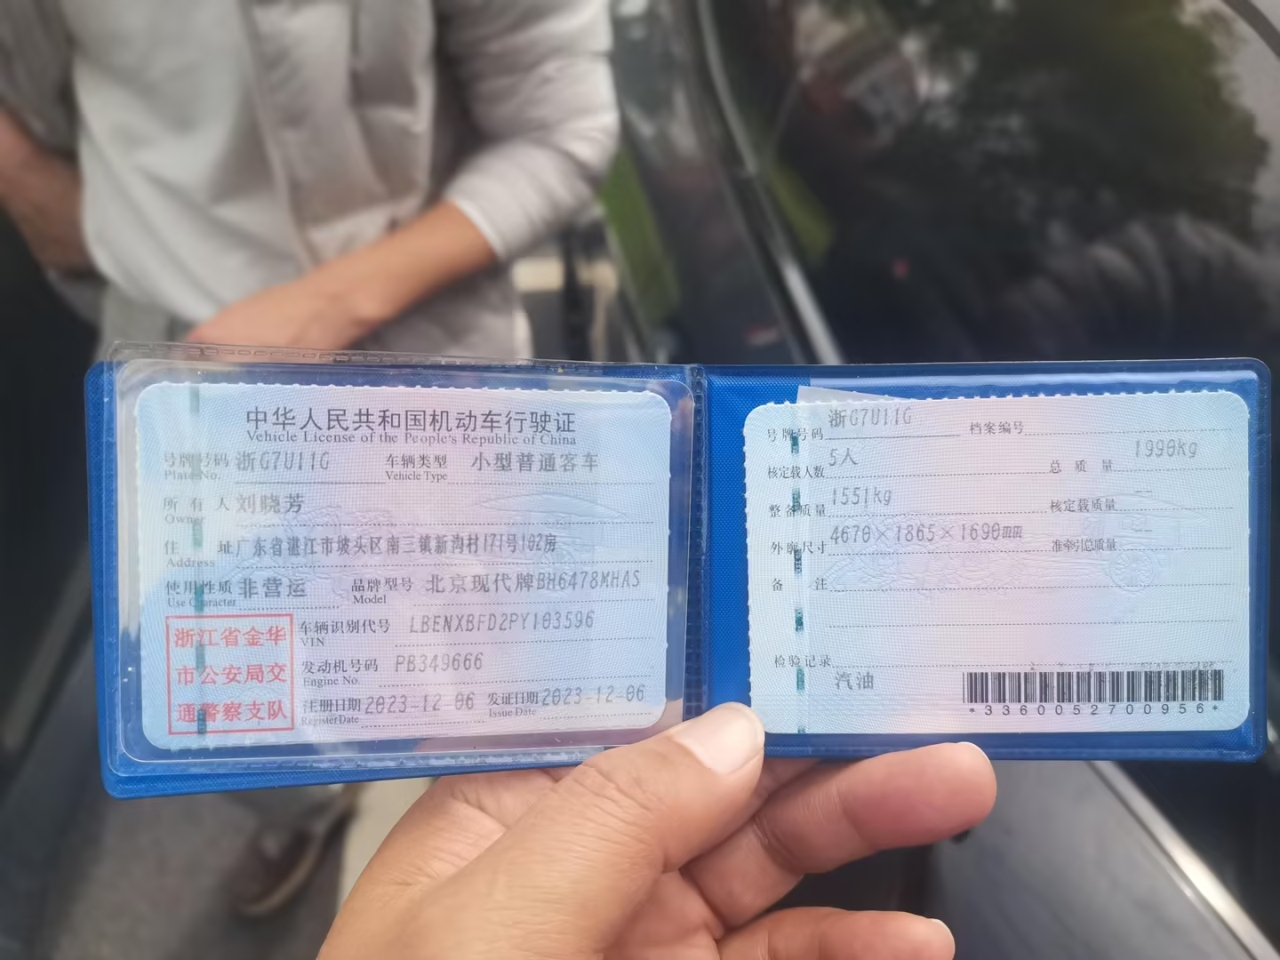 中华人民共和国机动车行驶证
Vehicle License of the People's Republic of China
号牌号码 浙G7U11G 车辆类型 小型普通客车
Plate No. Vehicle Type
所有人 刘晓芳
Owner
住址 广东省湛江市坡头区南三镇新沟村171号102房
Address
使用性质 非营运 品牌型号 北京现代牌BH6478MHAS
Use Character Model
浙江省金华
市公安局交
通警察支队
车辆识别代号 LBENXBFD2PY103596
VIN
发动机号码 PB349666
Engine No.
注册日期 2023-12-06 发证日期 2023-12-06
Register Date Issue Date
号牌号码 浙G7U11G 档案编号
核定载人数 5人 总质量 1990kg
整备质量 1551kg 核定载质量 --
外廓尺寸 4670×1865×1690mm 准牵引总质量 --
备注
检验记录
汽油
*3360052700956*